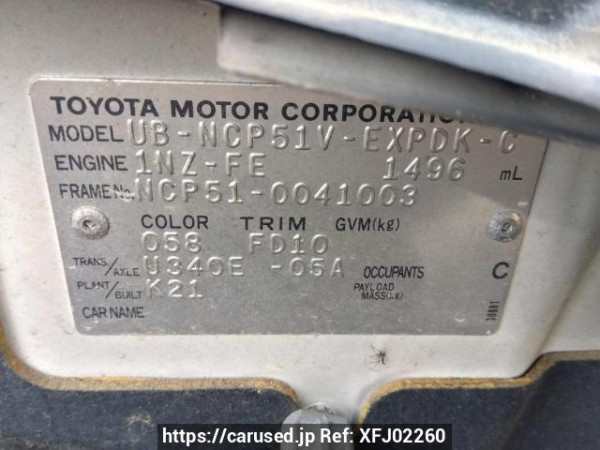 TOYOTA MOTOR CORPORATION
MODEL UB-NCP51V-EXPDK-C
ENGINE 1NZ-FE 1496 mL
FRAME No. NCP51-0041003
COLOR TRIM GVM(kg)
058 FD10
TRANS./AXLE U340E -05A OCCUPANTS C
PLANT/BUILT K21 PAYLOAD MASS(kg)
CAR NAME
https://carused.jp Ref: XFJ02260